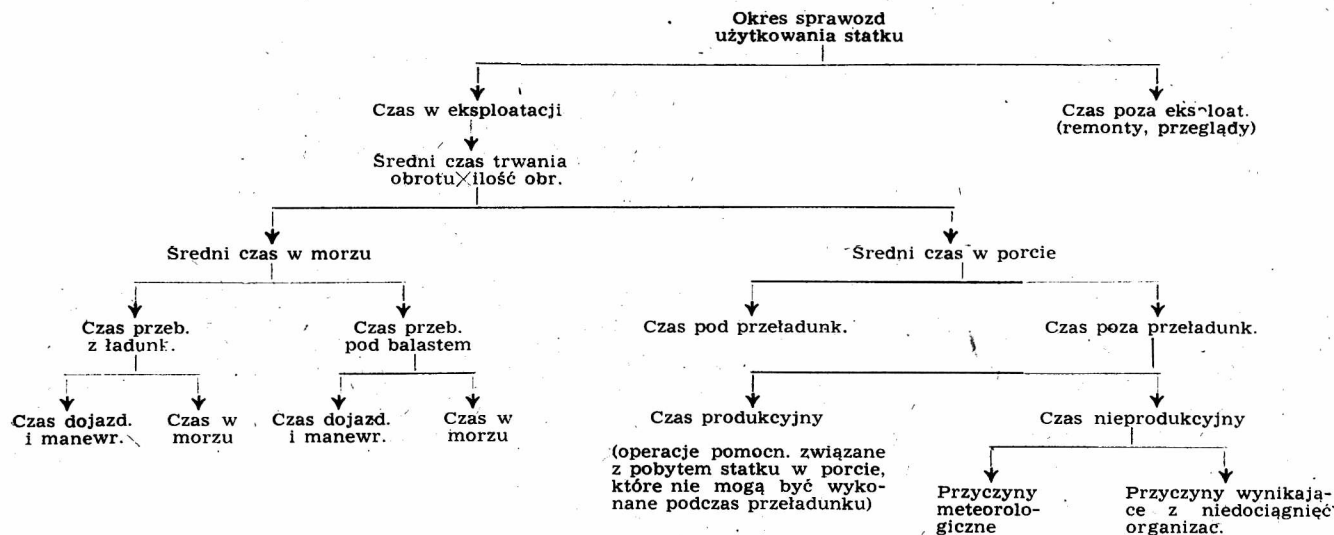 Okres sprawozd
użytkowania statku
Czas w eksploatacji
Czas poza
(remonty, przeglądy)
Średni czas trwania
obrotu×ilość obr.
Średni czas w morzu
Średni czas w porcie
Czas przeb.
z ładunk.
Czas przeb.
pod balastem
Czas pod przeładunk.
Czas poza przeładunk.
Czas dojazd.
i manewr.
Czas w
morzu
Czas dojazd.
i manewr.
Czas w
morzu
Czas produkcyjny
(operacje pomocn. związane
z pobytem statku w porcie,
które nie mogą być wyko-
nane podczas przeładunku)
Czas nieprodukcyjny
Przyczyny
meteorolo-
giczne
Przyczyny wynikają-
ce z niedociągnięć
organizac.